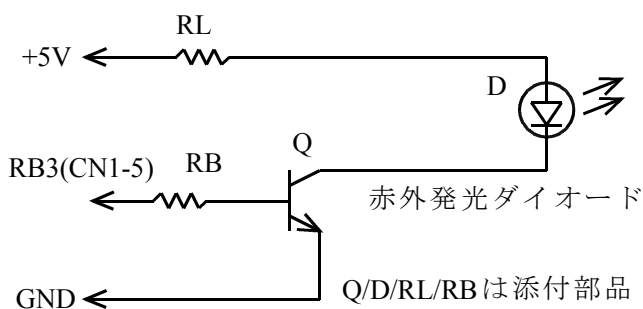 RL
+5V
D
Q
RB3(CN1-5)
RB
赤外発光ダイオード
GND
Q/D/RL/RBは添付部品